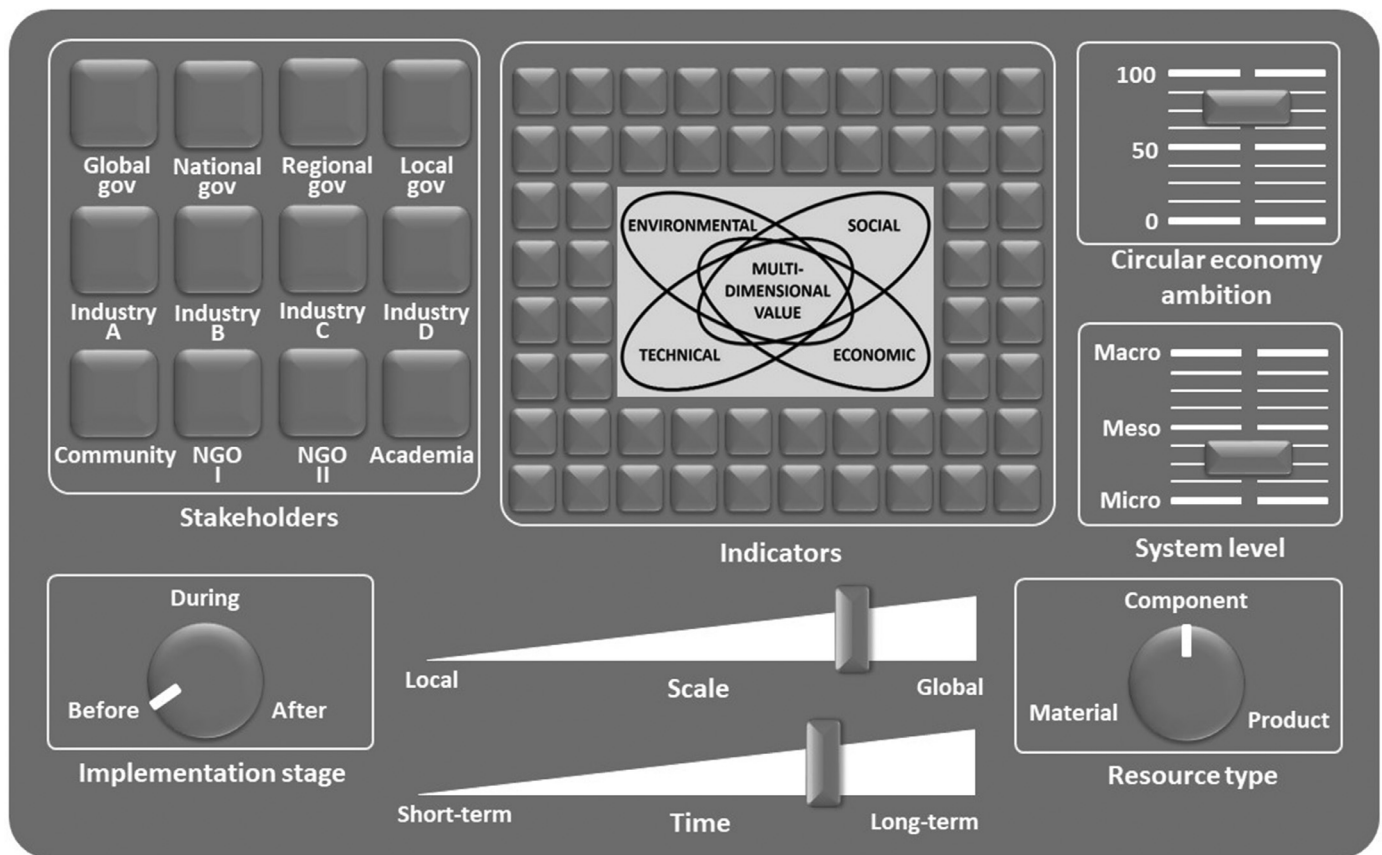 Global gov
National gov
Regional gov
Local gov
Industry A
Industry B
Industry C
Industry D
Community
NGO I
NGO II
Academia
Stakeholders
ENVIRONMENTAL
SOCIAL
MULTI-
DIMENSIONAL
VALUE
TECHNICAL
ECONOMIC
Indicators
100
50
0
Circular economy
ambition
Macro
Meso
Micro
System level
During
Before
After
Implementation stage
Local
Scale
Global
Short-term
Time
Long-term
Component
Material
Product
Resource type